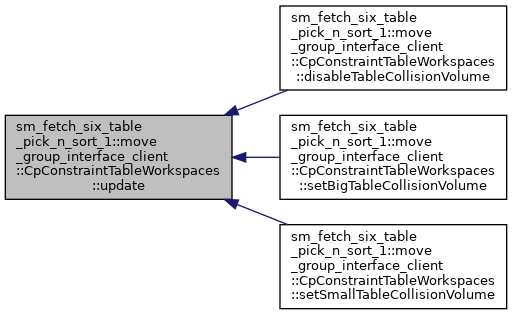 sm_fetch_six_table
_pick_n_sort_1::move
_group_interface_client
::CpConstraintTableWorkspaces
::update
sm_fetch_six_table
_pick_n_sort_1::move
_group_interface_client
::CpConstraintTableWorkspaces
::disableTableCollisionVolume
sm_fetch_six_table
_pick_n_sort_1::move
_group_interface_client
::CpConstraintTableWorkspaces
::setBigTableCollisionVolume
sm_fetch_six_table
_pick_n_sort_1::move
_group_interface_client
::CpConstraintTableWorkspaces
::setSmallTableCollisionVolume